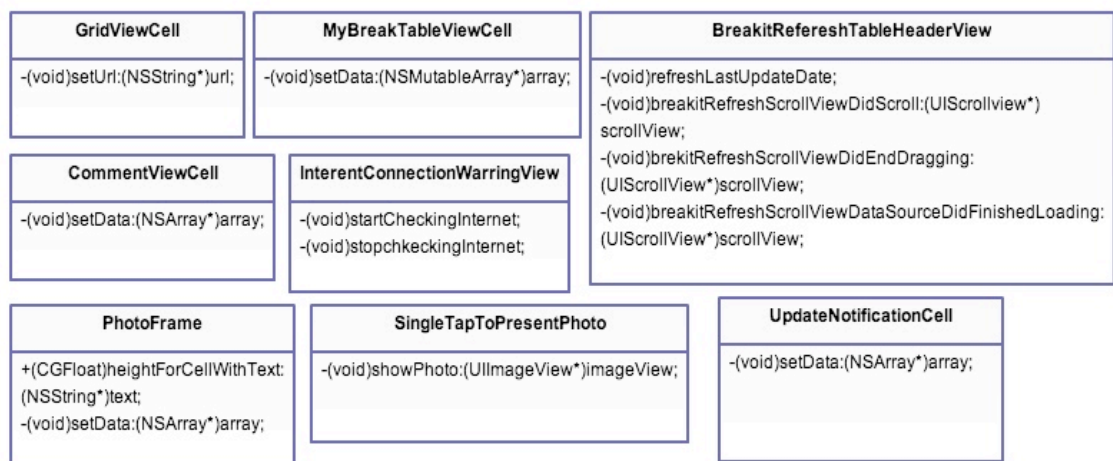 GridViewCell
-(void)setUrl:(NSString*)url;
MyBreakTableViewCell
-(void)setData:(NSMutableArray*)array;
BreakitRefereshTableHeaderView
-(void)refreshLastUpdateDate;
-(void)breakitRefreshScrollViewDidScroll:(UIScrollview*)
scrollView;
-(void)brekitRefreshScrollViewDidEndDragging:
(UIScrollView*)scrollView;
-(void)breakitRefreshScrollViewDataSourceDidFinishedLoading:
(UIScrollView*)scrollView;
CommentViewCell
-(void)setData:(NSArray*)array;
InterentConnectionWarringView
-(void)startCheckingInternet;
-(void)stopchkeckingInternet;
PhotoFrame
+(CGFloat)heightForCellWithText:
(NSString*)text;
-(void)setData:(NSArray*)array;
SingleTapToPresentPhoto
-(void)showPhoto:(UIImageView*)imageView;
UpdateNotificationCell
-(void)setData:(NSArray*)array;